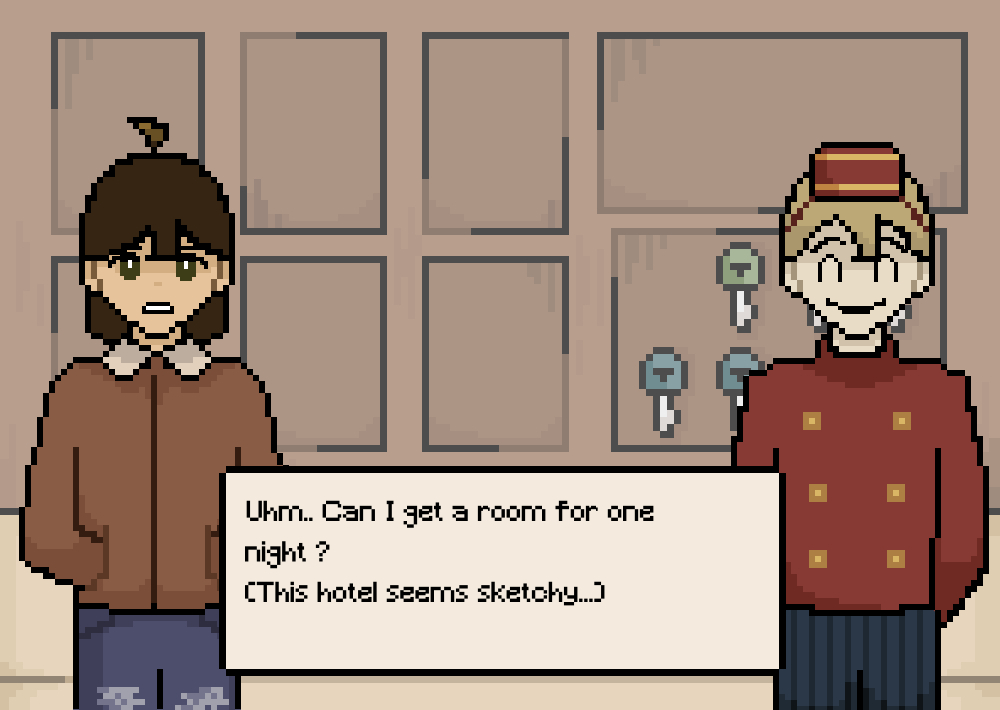 Uhm.. Can I get a room for one
night ?
(This hotel seems sketchy...)